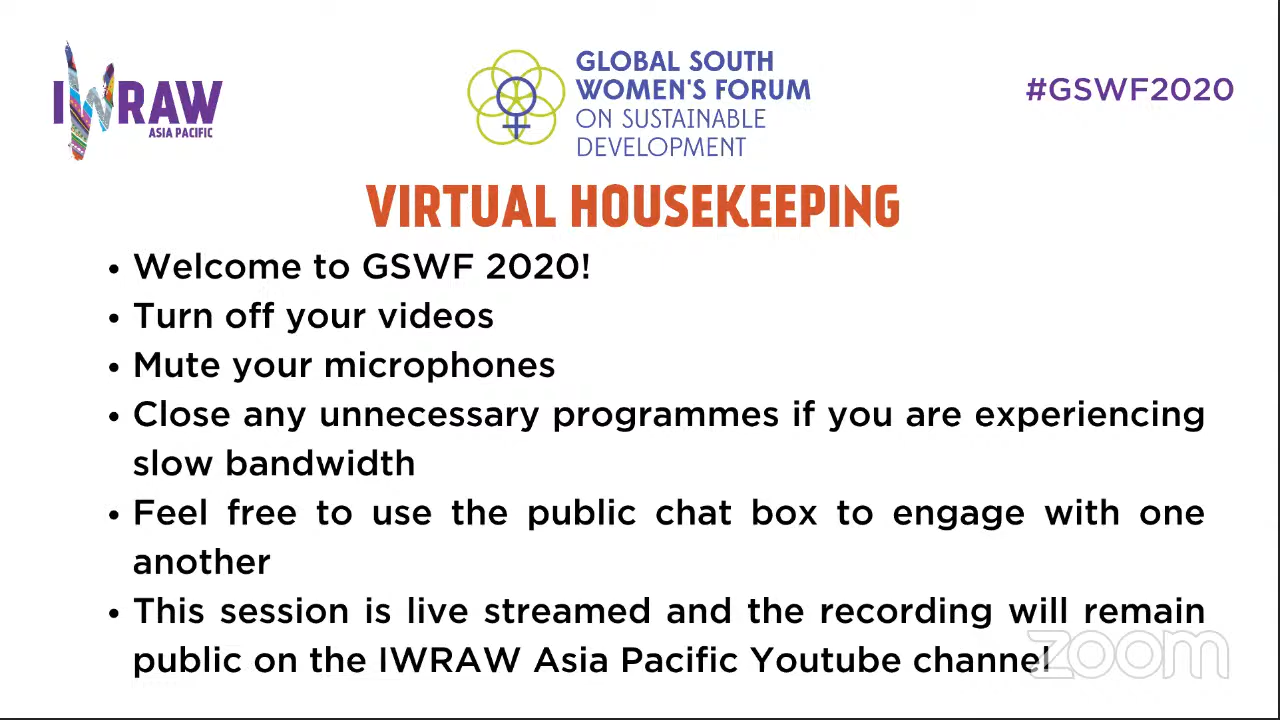 IWRAW
ASIA PACIFIC
GLOBAL SOUTH
WOMEN'S FORUM
ON SUSTAINABLE
DEVELOPMENT
#GSWF2020
VIRTUAL HOUSEKEEPING
• Welcome to GSWF 2020!
• Turn off your videos
• Mute your microphones
• Close any unnecessary programmes if you are experiencing
slow bandwidth
• Feel free to use the public chat box to engage with one
another
• This session is live streamed and the recording will remain
public on the IWRAW Asia Pacific Youtube channel
zoom